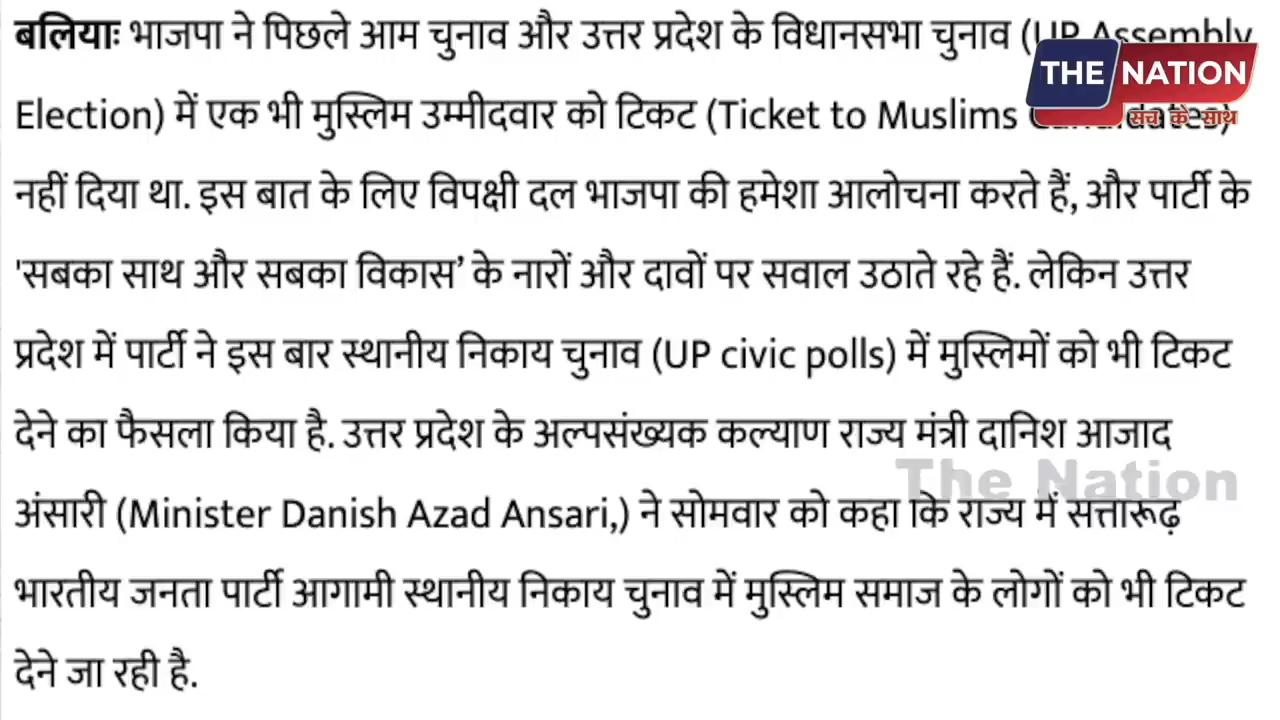 बलियाः भाजपा ने पिछले आम चुनाव और उत्तर प्रदेश के विधानसभा चुनाव (UP Assembly
THE NATION
सच के साथ
Election) में एक भी मुस्लिम उम्मीदवार को टिकट (Ticket to Muslims Candidates)
नहीं दिया था. इस बात के लिए विपक्षी दल भाजपा की हमेशा आलोचना करते हैं, और पार्टी के
'सबका साथ और सबका विकास’ के नारों और दावों पर सवाल उठाते रहे हैं. लेकिन उत्तर
प्रदेश में पार्टी ने इस बार स्थानीय निकाय चुनाव (UP civic polls) में मुस्लिमों को भी टिकट
देने का फैसला किया है. उत्तर प्रदेश के अल्पसंख्यक कल्याण राज्य मंत्री दानिश आजाद
The Nation
अंसारी (Minister Danish Azad Ansari,) ने सोमवार को कहा कि राज्य में सत्तारूढ़
भारतीय जनता पार्टी आगामी स्थानीय निकाय चुनाव में मुस्लिम समाज के लोगों को भी टिकट
देने जा रही है.